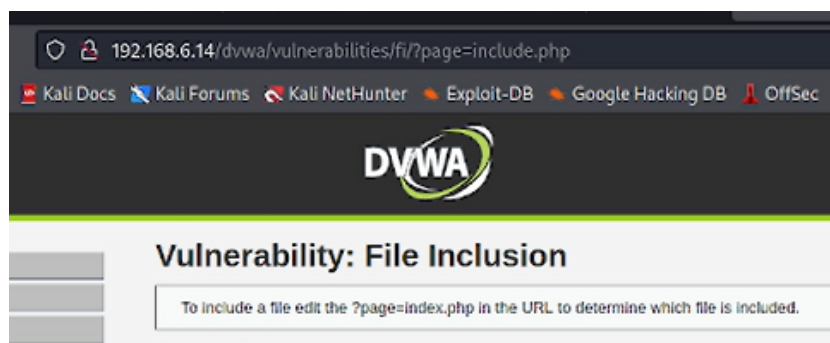 192.168.6.14/dvwa/vulnerabilities/fi/?page=include.php
Kali Docs Kali Forums Kali NetHunter Exploit-DB Google Hacking DB OffSec
DVWA
Vulnerability: File Inclusion
To include a file edit the ?page=index.php in the URL to determine which file is included.